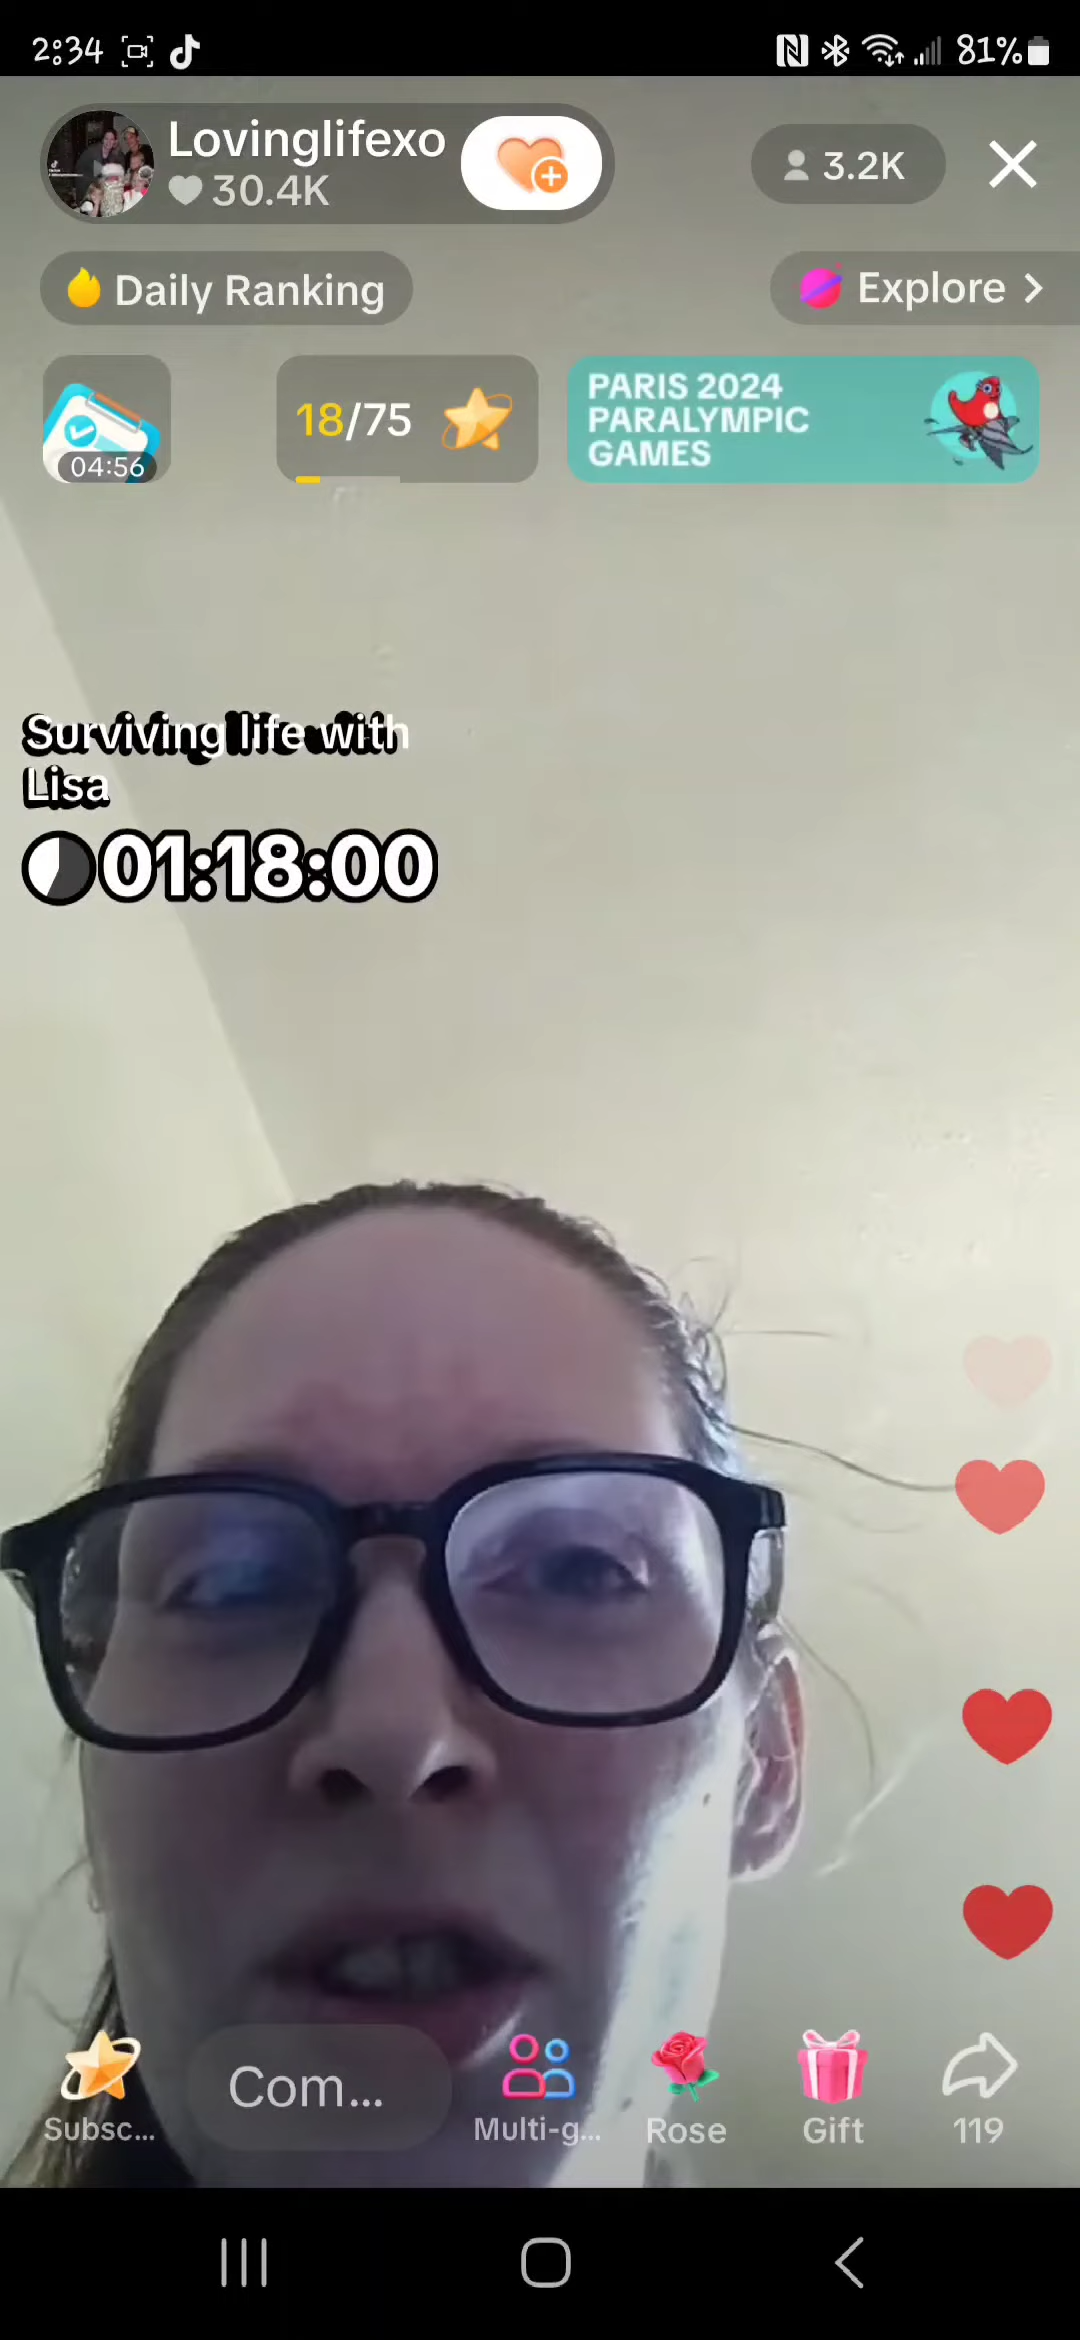 2:34
81%
Lovinglifexo
30.4K
3.2K
Daily Ranking
Explore
04:56
18/75
PARIS 2024
PARALYMPIC
GAMES
Surviving life with
Lisa
01:18:00
Subsc...
Com...
Multi-g...
Rose
Gift
119